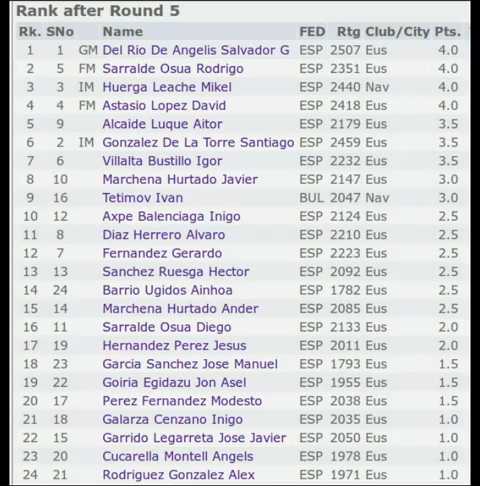 Rank after Round 5
Rk. SNo Name FED Rtg Club/City Pts.
1 1 GM Del Rio De Angelis Salvador G ESP 2507 Eus 4.0
2 5 FM Sarralde Osua Rodrigo ESP 2351 Eus 4.0
3 3 IM Huerga Leache Mikel ESP 2440 Nav 4.0
4 4 FM Astasio Lopez David ESP 2418 Eus 4.0
5 9 Alcaide Luque Aitor ESP 2179 Eus 3.5
6 2 IM Gonzalez De La Torre Santiago ESP 2459 Eus 3.5
7 6 Villalta Bustillo Igor ESP 2232 Eus 3.5
8 10 Marchena Hurtado Javier ESP 2147 Eus 3.0
9 16 Tetimov Ivan BUL 2047 Nav 3.0
10 12 Axpe Balenciaga Inigo ESP 2124 Eus 2.5
11 8 Diaz Herrero Alvaro ESP 2210 Eus 2.5
12 7 Fernandez Gerardo ESP 2223 Eus 2.5
13 13 Sanchez Ruesga Hector ESP 2092 Eus 2.5
14 24 Barrio Ugidos Ainhoa ESP 1782 Eus 2.5
15 14 Marchena Hurtado Ander ESP 2085 Eus 2.5
16 11 Sarralde Osua Diego ESP 2133 Eus 2.0
17 19 Hernandez Perez Jesus ESP 2011 Eus 2.0
18 23 Garcia Sanchez Jose Manuel ESP 1793 Eus 1.5
19 22 Goiria Egidazu Jon Asel ESP 1955 Eus 1.5
20 17 Perez Fernandez Modesto ESP 2038 Eus 1.5
21 18 Galarza Cenzano Inigo ESP 2035 Eus 1.0
22 15 Garrido Legarreta Jose Javier ESP 2050 Eus 1.0
23 20 Cucarella Montell Angels ESP 1978 Eus 1.0
24 21 Rodriguez Gonzalez Alex ESP 1971 Eus 1.0